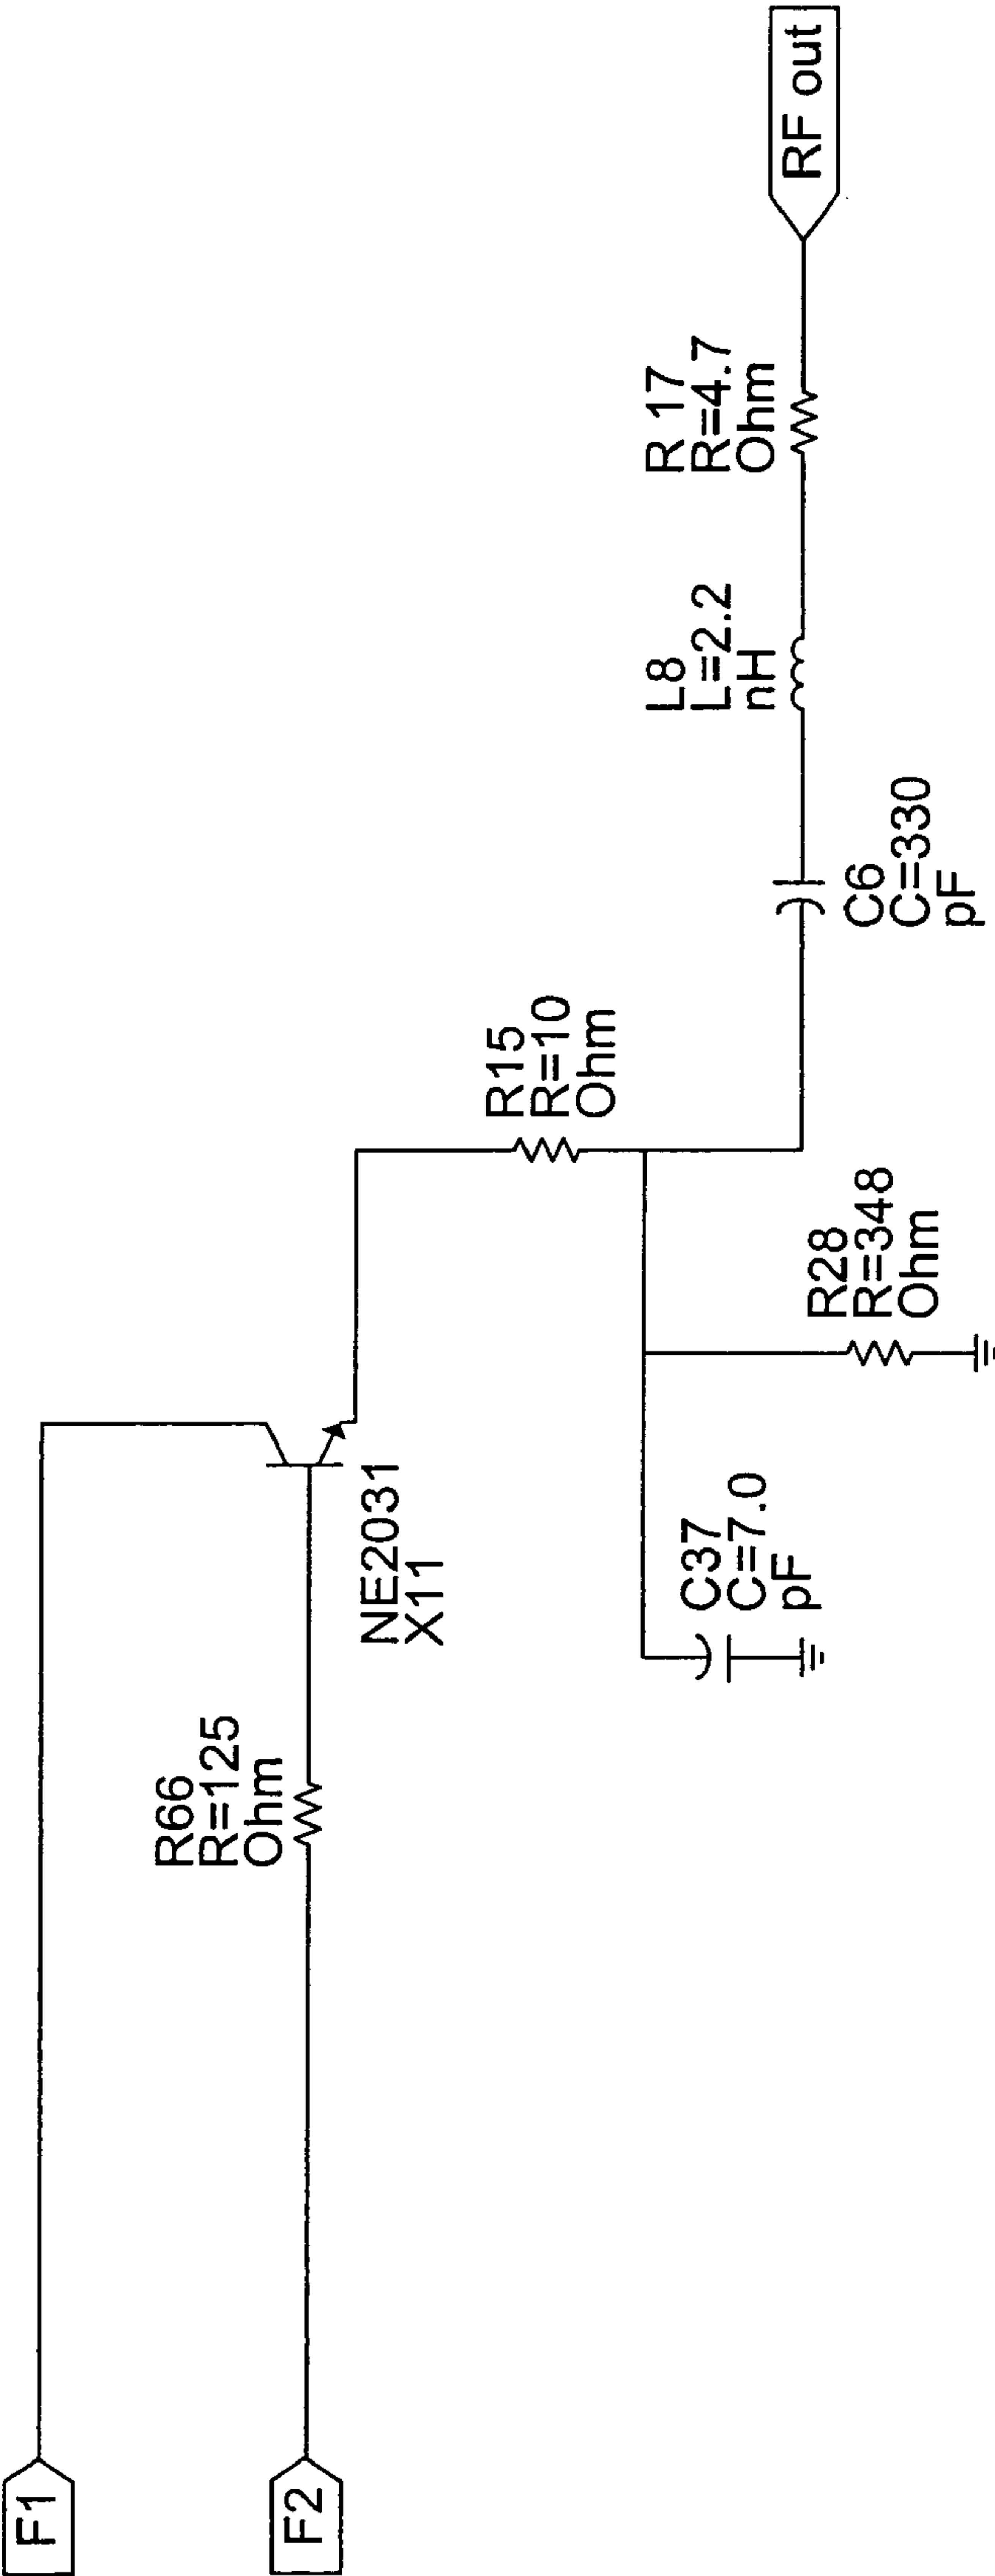 F1
F2
R66
R=125
Ohm
NE2031
X11
C37
C=7.0
pF
R28
R=348
Ohm
R15
R=10
Ohm
C6
C=330
pF
L8
L=2.2
nH
R 17
R=4.7
Ohm
RF out